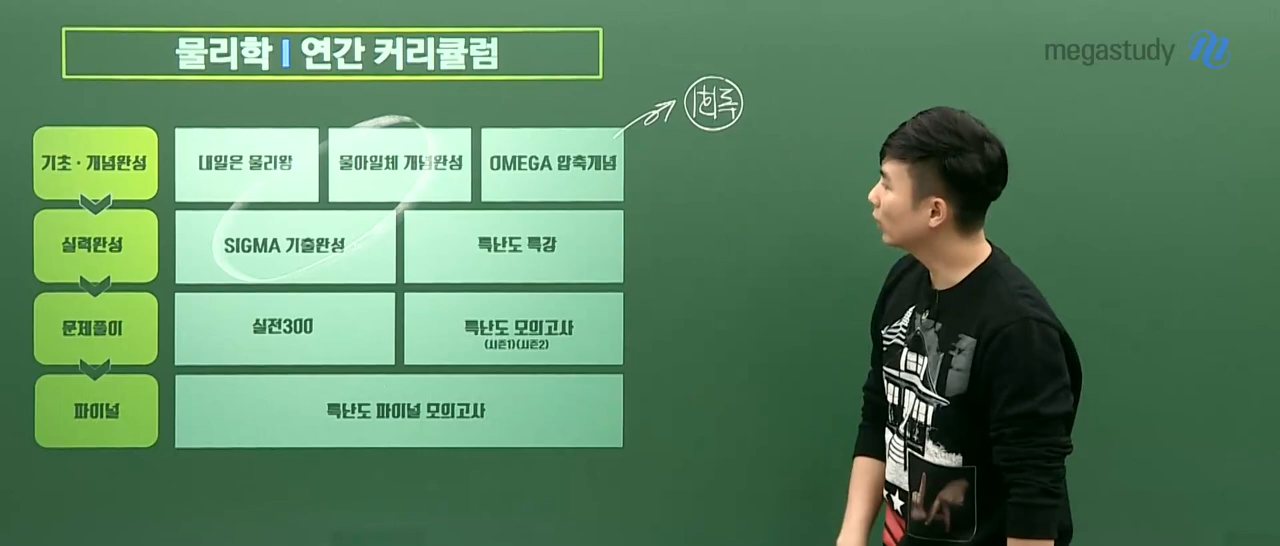 물리학 I 연간 커리큘럼
megastudy
기초·개념완성
내일은 물리왕
물아일체 개념완성
OMEGA 압축개념
실력완성
SIGMA 기출완성
특난도 특강
문제풀이
실전300
특난도 모의고사
(시즌1)(시즌2)
파이널
특난도 파이널 모의고사